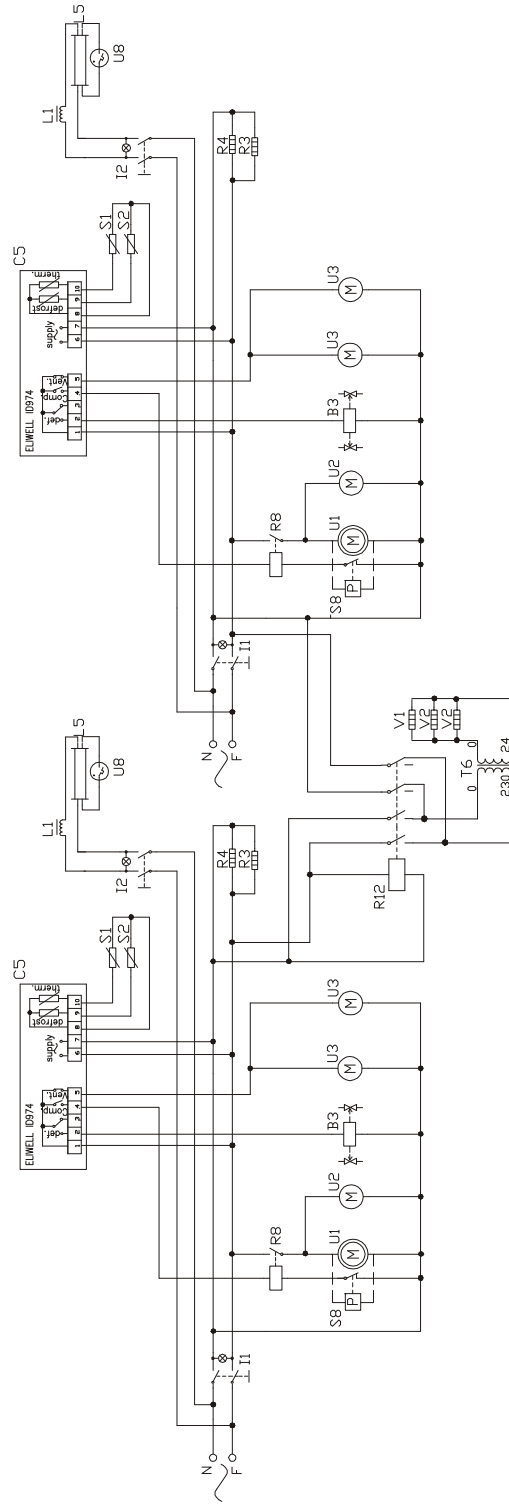 L1
5
U8
I2
C5
ELIWELL ID974
def.
Comp.
Vent.
supply
defrost
therm.
1 2 3 4 5
6 7 8 9 10
S1
S2
R4
R3
N
F
I1
R8
S8
P
U1
M
U2
M
B3
U3
M
U3
M
L1
5
U8
I2
C5
ELIWELL ID974
def.
Comp.
Vent.
supply
defrost
therm.
1 2 3 4 5
6 7 8 9 10
S1
S2
R4
R3
N
F
I1
R8
S8
P
U1
M
U2
M
B3
U3
M
U3
M
R12
V1
V2
V2
T6
0
0
230
24